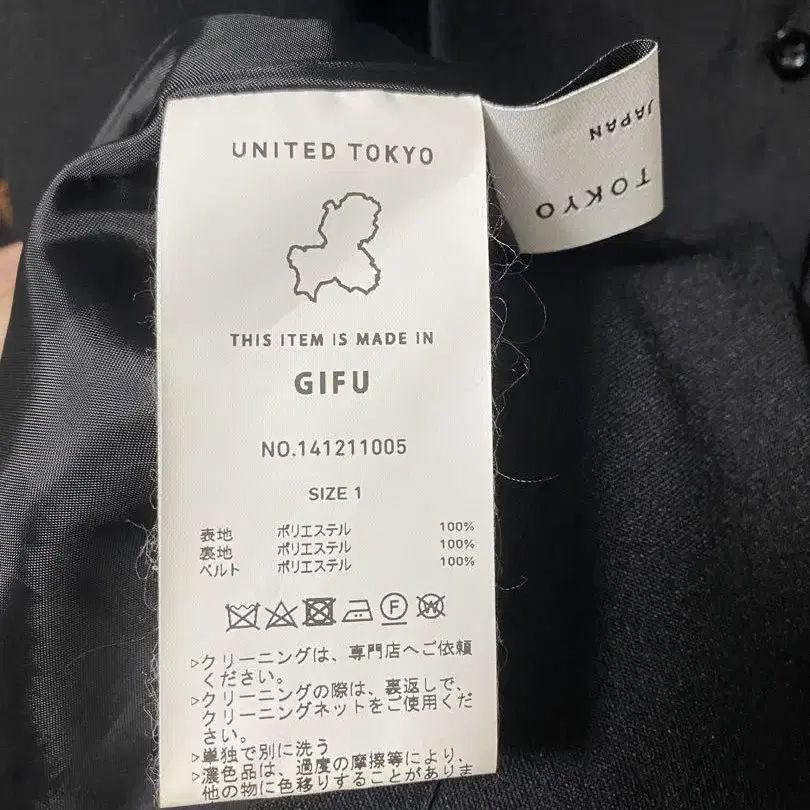 UNITED TOKYO
THIS ITEM IS MADE IN
GIFU
NO.141211005
SIZE 1
表地 ポリエステル 100%
裏地 ポリエステル 100%
ベルト ポリエステル 100%
F
W
▷クリーニングは、専門店へご依頼
ください。
▷クリーニングの際は、裏返しで、
クリーニングネットをご使用くだ
さい。
▷単独で別に洗う
▷濃色品は、過度の摩擦等により、
他の物に色移りすることがありま
TOKYO
JAPAN